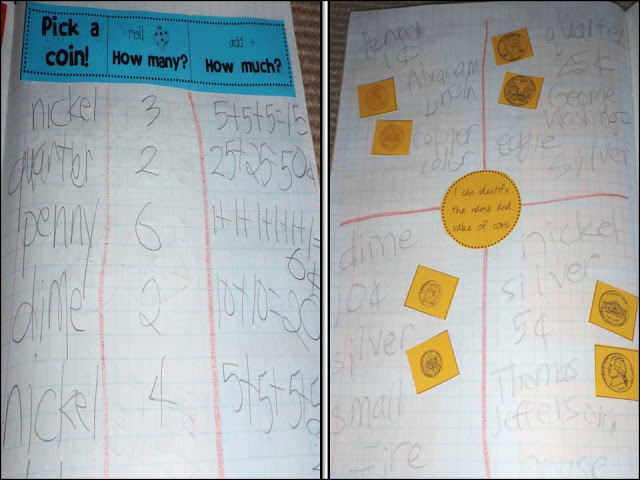 Pick a coin!
roll
How many?
add +
How much?
nickel 3 5+5+5=15
quarter 2 25+25=50¢
penny 6 1+1+1+1+1+1=
6¢
dime 2 10+10=20
nickel 4 5+5+5+5
penny
1¢
Abraham
Lincoln
copper
color
quarter
25¢
George
Washington
eagle
silver
I can identify
the name and
value of coins
dime
10¢
silver
small
fire
nickel
silver
5¢
Thomas
Jefferson
house